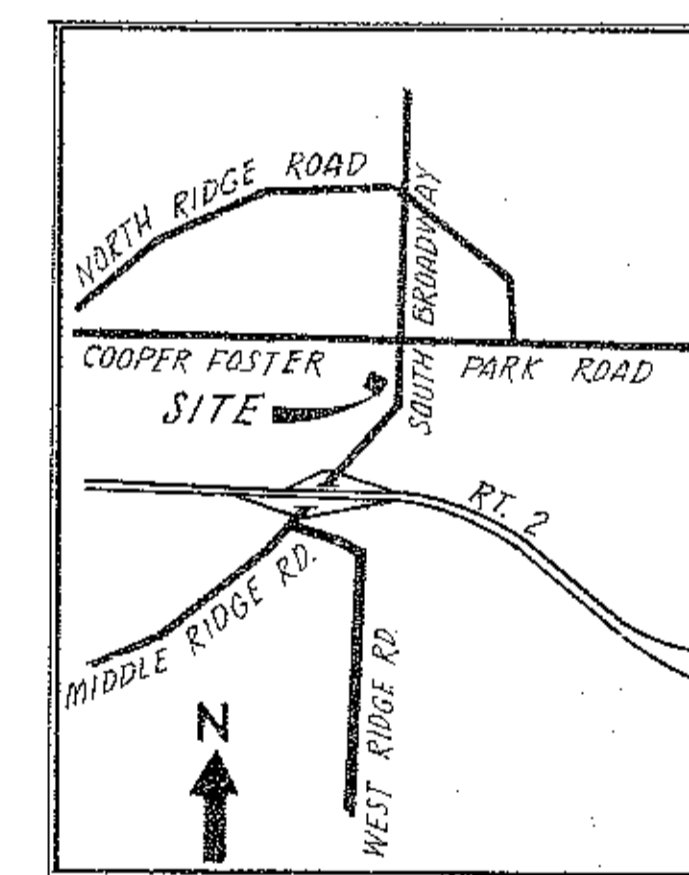 NORTH RIDGE ROAD
SOUTH BROADWAY
COOPER FOSTER PARK ROAD
SITE
RT. 2
MIDDLE RIDGE RD.
WEST RIDGE RD.
N